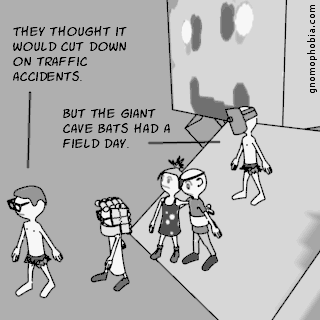 THEY THOUGHT IT
WOULD CUT DOWN
ON TRAFFIC
ACCIDENTS.
BUT THE GIANT
CAVE BATS HAD A
FIELD DAY.
gnomophobia.com